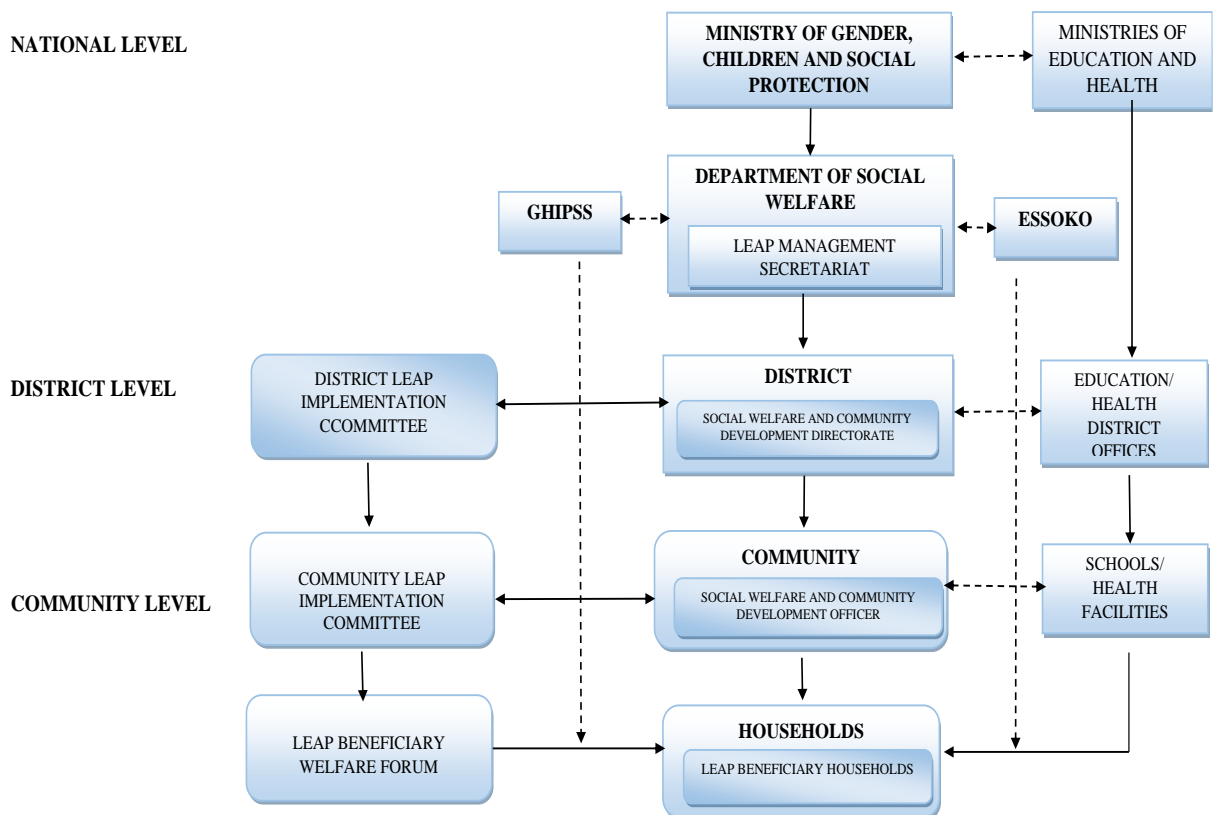 NATIONAL LEVEL
MINISTRY OF GENDER,
CHILDREN AND SOCIAL
PROTECTION
MINISTRIES OF
EDUCATION AND
HEALTH
DEPARTMENT OF SOCIAL
WELFARE
LEAP MANAGEMENT
SECRETARIAT
GHIPSS
ESSOKO
DISTRICT LEVEL
DISTRICT LEAP
IMPLEMENTATION
CCOMMITTEE
DISTRICT
SOCIAL WELFARE AND COMMUNITY
DEVELOPMENT DIRECTORATE
EDUCATION/
HEALTH
DISTRICT
OFFICES
COMMUNITY LEVEL
COMMUNITY LEAP
IMPLEMENTATION
COMMITTEE
COMMUNITY
SOCIAL WELFARE AND COMMUNITY
DEVELOPMENT OFFICER
SCHOOLS/
HEALTH
FACILITIES
LEAP BENEFICIARY
WELFARE FORUM
HOUSEHOLDS
LEAP BENEFICIARY HOUSEHOLDS